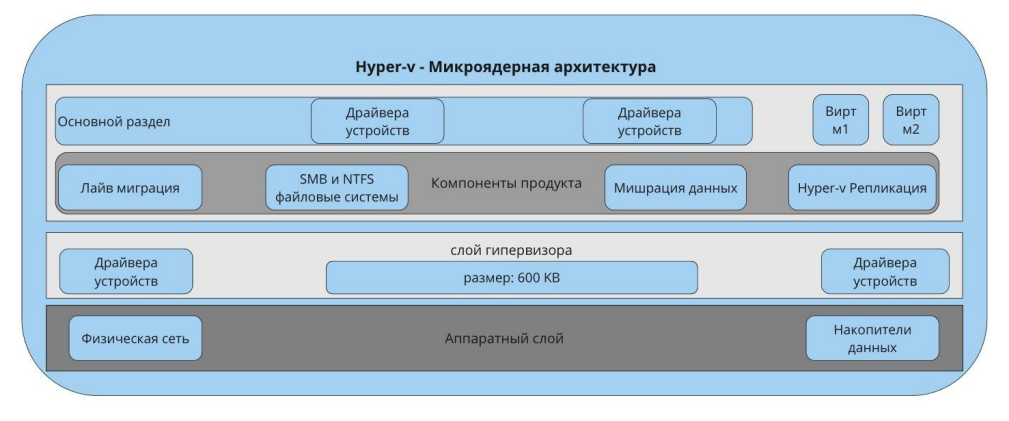 Hyper-v - Микроядерная архитектура
Основной раздел
Драйвера
устройств
Драйвера
устройств
Вирт
м1
Вирт
м2
Лайв миграция
SMB и NTFS
файловые системы
Компоненты продукта
Мишрация данных
Hyper-v Репликация
слой гипервизора
Драйвера
устройств
размер: 600 KB
Драйвера
устройств
Физическая сеть
Аппаратный слой
Накопители
данных